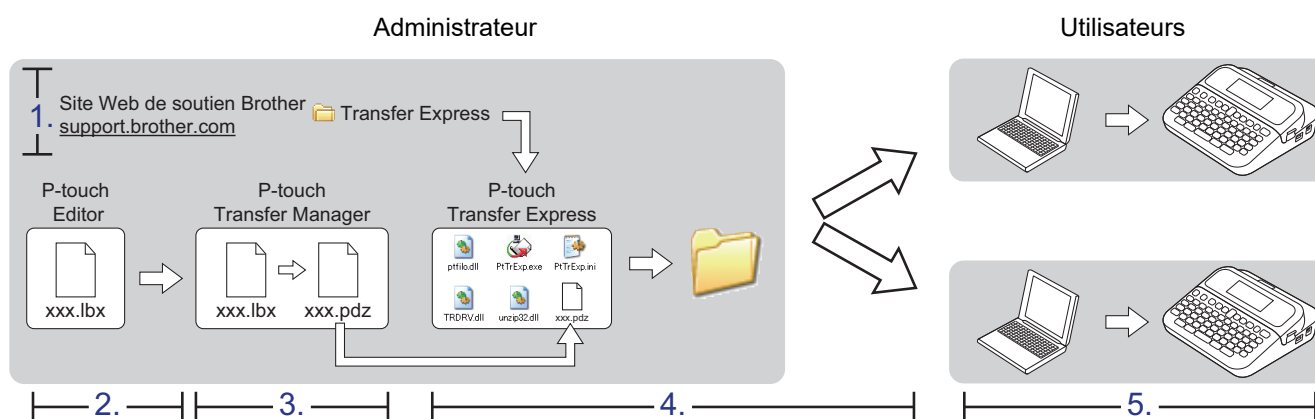 Administrateur
Utilisateurs
1.
Site Web de soutien Brother
support.brother.com
Transfer Express
P-touch
Editor
xxx.lbx
P-touch
Transfer Manager
xxx.lbx
xxx.pdz
P-touch
Transfer Express
ptfilo.dll
PtTrExp.exe
PtTrExp.ini
TRDRV.dll
unzip32.dll
xxx.pdz
2.
3.
4.
5.